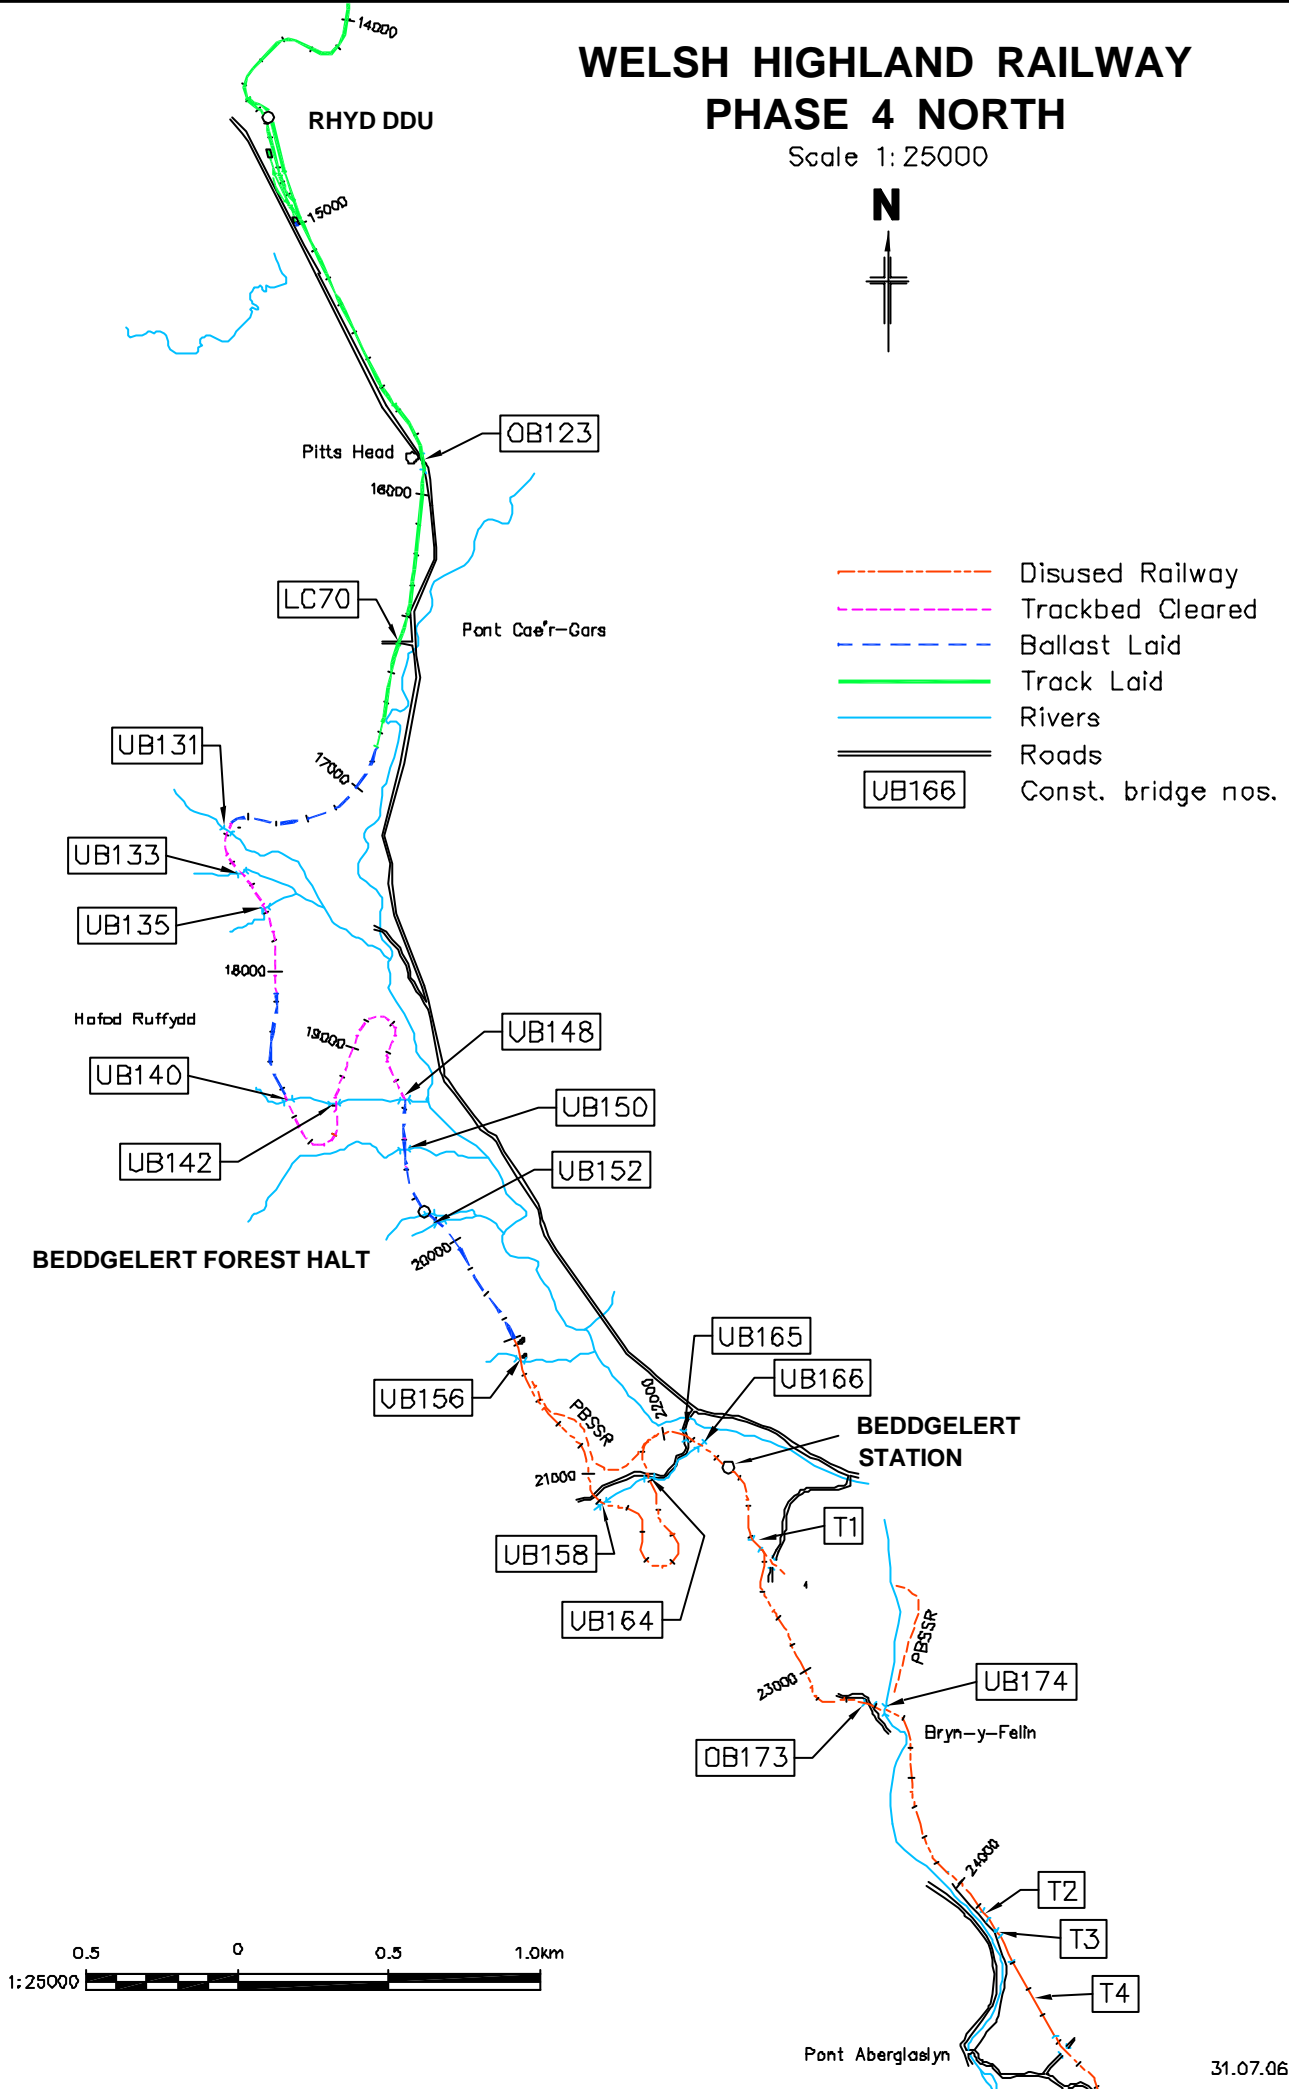 14000
WELSH HIGHLAND RAILWAY
PHASE 4 NORTH
Scale 1:25000
N
RHYD DDU
15000
OB123
Pitts Head
16000
LC70
Pont Cae'r-Gars
Disused Railway
Trackbed Cleared
Ballast Laid
Track Laid
Rivers
Roads
UB166 Const. bridge nos.
UB131
17000
UB133
UB135
18000
Hafod Ruffydd
19000
UB148
UB140
UB150
UB142
UB152
BEDDGELERT FOREST HALT
20000
UB165
UB166
UB156
22000
PBSSR
BEDDGELERT
STATION
21000
T1
UB158
UB164
PBSSR
23000
UB174
Bryn-y-Felin
OB173
24000
T2
T3
T4
0.5 0 0.5 1.0km
1:25000
Pont Aberglaslyn
31.07.06